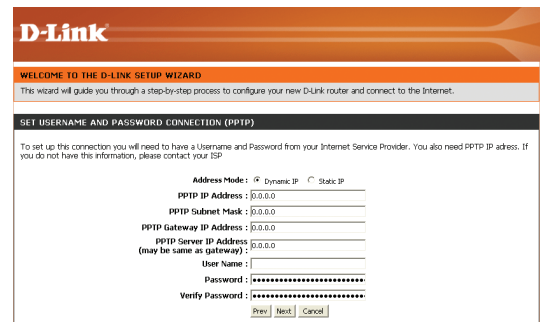 D-Link
WELCOME TO THE D-LINK SETUP WIZARD
This wizard will guide you through a step-by-step process to configure your new D-Link router and connect to the Internet.
SET USERNAME AND PASSWORD CONNECTION (PPTP)
To set up this connection you will need to have a Username and Password from your Internet Service Provider. You also need PPTP IP adress. If
you do not have this information, please contact your ISP
Address Mode : Dynamic IP Static IP
PPTP IP Address : 0.0.0.0
PPTP Subnet Mask : 0.0.0.0
PPTP Gateway IP Address : 0.0.0.0
PPTP Server IP Address
(may be same as gateway) : 0.0.0.0
User Name :
Password :
Verify Password :
Prev Next Cancel